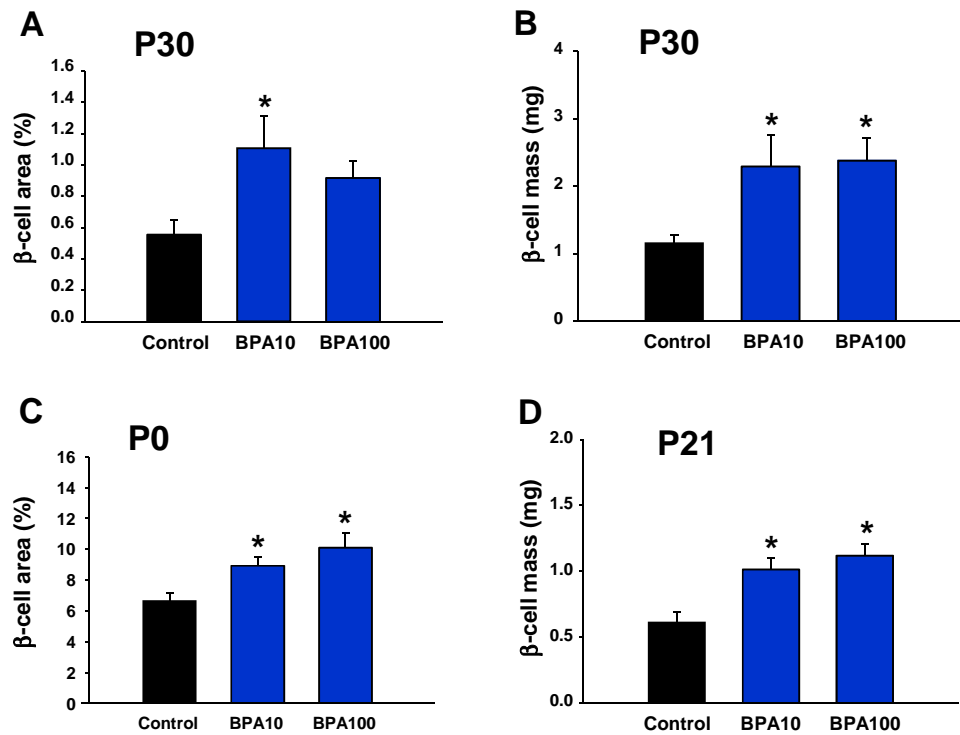 A
P30
β-cell area (%)
1.6
1.4
1.2
1.0
0.8
0.6
0.4
0.2
0.0
*
Control BPA10 BPA100
B
P30
β-cell mass (mg)
4
3
2
1
0
* *
Control BPA10 BPA100
C
P0
β-cell area (%)
16
14
12
10
8
6
4
2
0
* *
Control BPA10 BPA100
D
P21
β-cell mass (mg)
2.0
1.5
1.0
0.5
0.0
* *
Control BPA10 BPA100